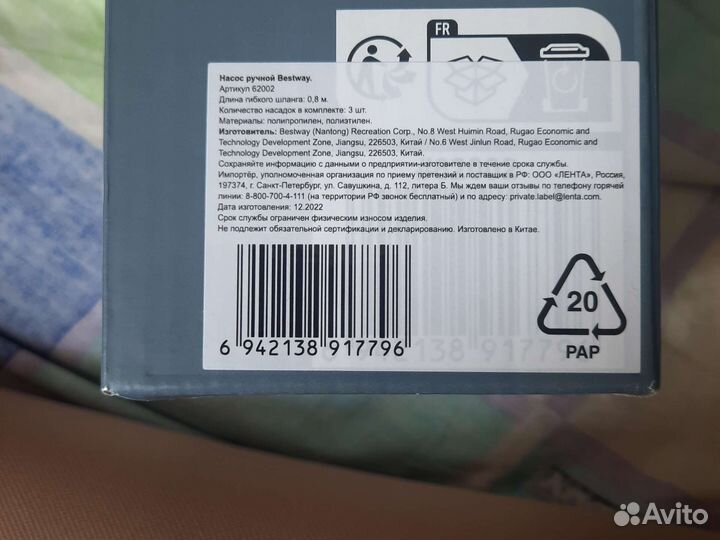 FR
Насос ручной Bestway.
Артикул 62002
Длина гибкого шланга: 0,8 м.
Количество насадок в комплекте: 3 шт.
Материалы: полипропилен, полиэтилен.
Изготовитель: Bestway (Nantong) Recreation Corp., No.8 West Huimin Road, Rugao Economic and
Technology Development Zone, Jiangsu, 226503, Китай / No.6 West Jinlun Road, Rugao Economic and
Technology Development Zone, Jiangsu, 226503, Китай.
Сохраняйте информацию с данными о предприятии-изготовителе в течение срока службы.
Импортёр, уполномоченная организация по приему претензий и поставщик в РФ: ООО «ЛЕНТА», Россия,
197374, г. Санкт-Петербург, ул. Савушкина, д. 112, литера Б. Мы ждем ваши отзывы по телефону горячей
линии: 8-800-700-4-111 (на территории РФ звонок бесплатный) и по адресу: private.label@lenta.com.
Дата изготовления: 12.2022
Срок службы ограничен физическим износом изделия.
Не подлежит обязательной сертификации и декларированию. Изготовлено в Китае.
6 942138 917796
138 9177
20
PAP
Avito